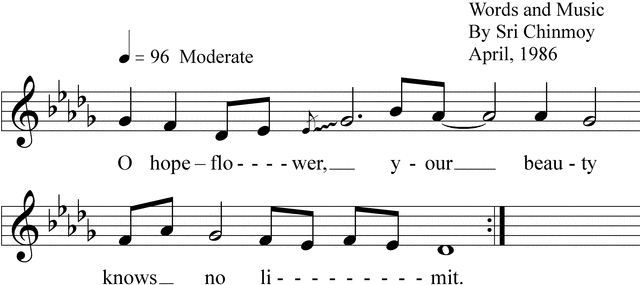 Words and Music
By Sri Chinmoy
April, 1986
♩ = 96 Moderate
O hope – flo - - - - wer, __ y - our ____ beau - ty
knows __ no li - - - - - - - - - mit.